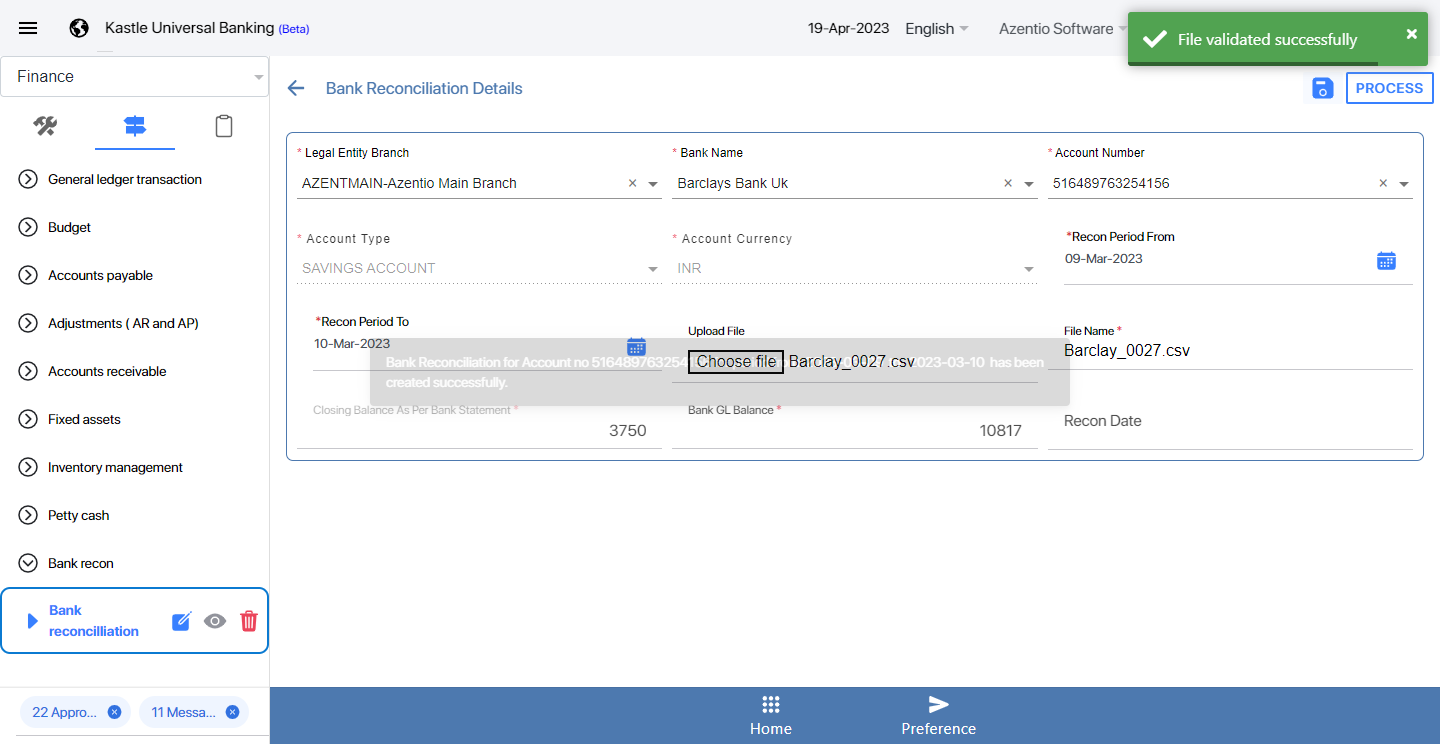 Kastle Universal Banking (Beta)
19-Apr-2023
English
Azentio Software
File validated successfully
Finance
Bank Reconciliation Details
PROCESS
* Legal Entity Branch
* Bank Name
* Account Number
AZENTMAIN-Azentio Main Branch
Barclays Bank Uk
516489763254156
General ledger transaction
Budget
Accounts payable
Adjustments ( AR and AP)
Accounts receivable
Fixed assets
Inventory management
Petty cash
Bank recon
Bank
reconcilliation
* Account Type
* Account Currency
*Recon Period From
SAVINGS ACCOUNT
INR
09-Mar-2023
*Recon Period To
Upload File
File Name *
10-Mar-2023
Choose file Barclay_0027.csv
Barclay_0027.csv
Bank Reconciliation for Account no 2023-03-10 has been
created successfully.
Closing Balance As Per Bank Statement *
Bank GL Balance *
Recon Date
3750
10817
22 Appro...
11 Messa...
Home
Preference